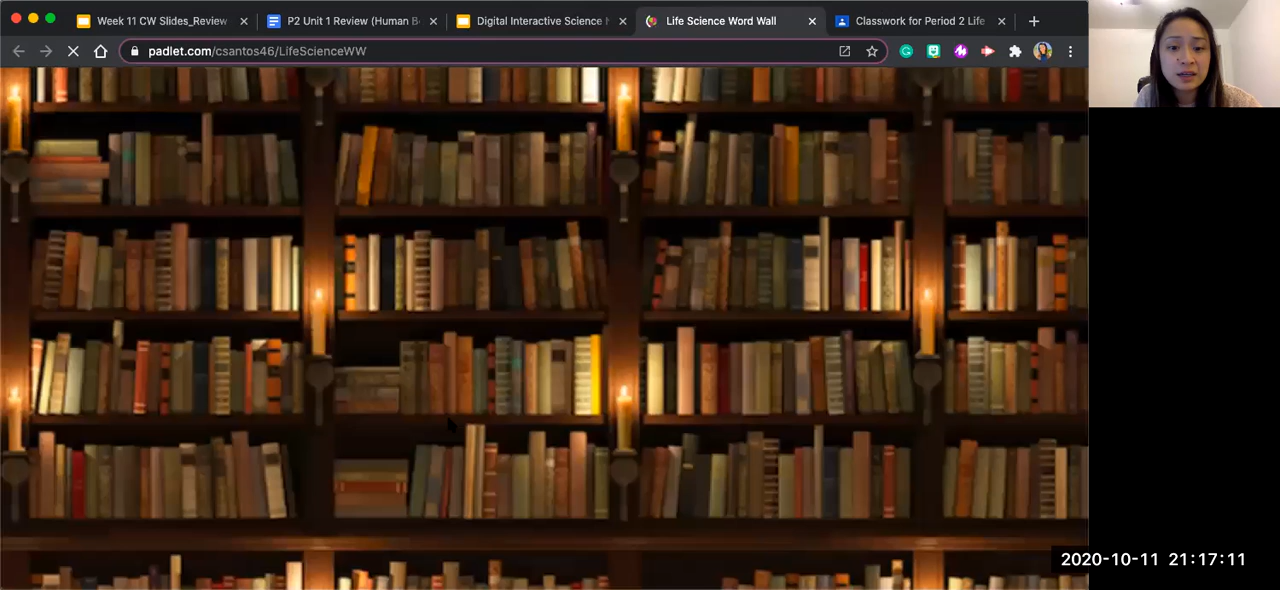 Week 11 CW Slides_Review
P2 Unit 1 Review (Human B
Digital Interactive Science N
Life Science Word Wall
Classwork for Period 2 Life
padlet.com/csantos46/LifeScienceWW
2020-10-11 21:17:11